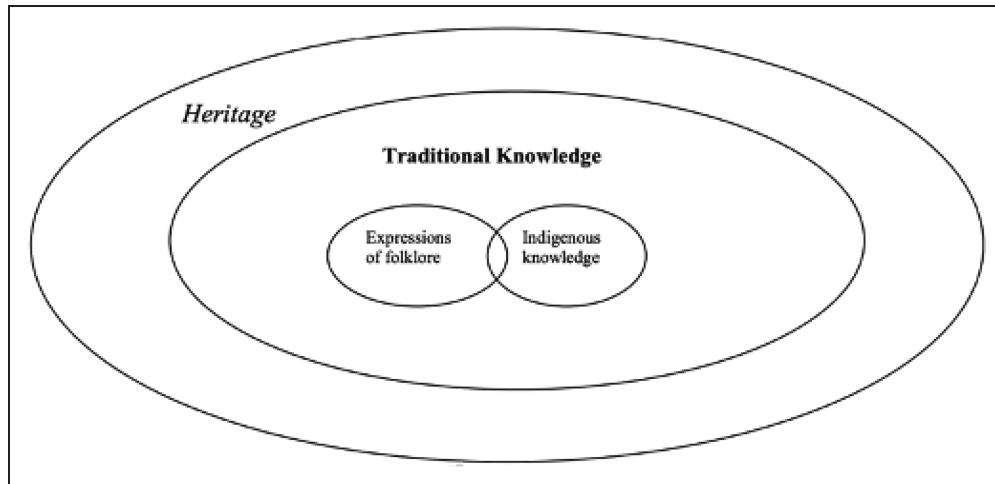 Heritage
Traditional Knowledge
Expressions
of folklore
Indigenous
knowledge